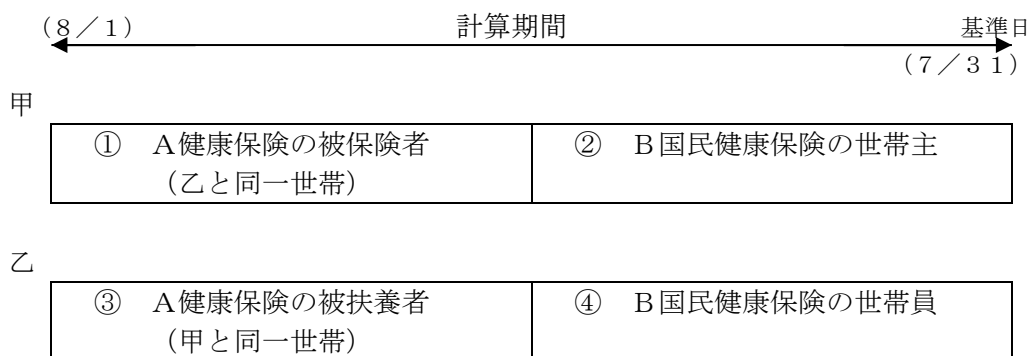 (8/1) 計算期間 基準日
(7/31)
甲
① A健康保険の被保険者 ② B国民健康保険の世帯主
(乙と同一世帯)
乙
③ A健康保険の被扶養者 ④ B国民健康保険の世帯員
(甲と同一世帯)